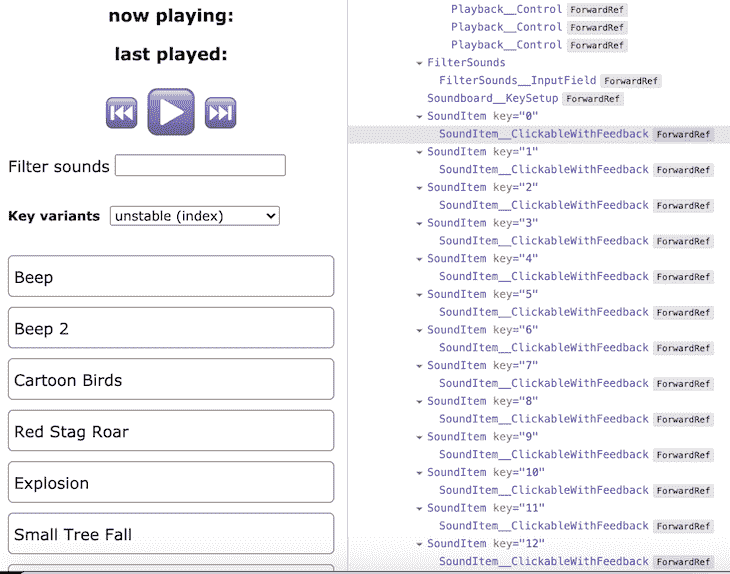 now playing:
last played:
Filter sounds
Key variants unstable (index)
Beep
Beep 2
Cartoon Birds
Red Stag Roar
Explosion
Small Tree Fall
Playback__Control ForwardRef
Playback__Control ForwardRef
Playback__Control ForwardRef
FilterSounds
FilterSounds__InputField ForwardRef
Soundboard__KeySetup ForwardRef
SoundItem key="0"
SoundItem__ClickableWithFeedback ForwardRef
SoundItem key="1"
SoundItem__ClickableWithFeedback ForwardRef
SoundItem key="2"
SoundItem__ClickableWithFeedback ForwardRef
SoundItem key="3"
SoundItem__ClickableWithFeedback ForwardRef
SoundItem key="4"
SoundItem__ClickableWithFeedback ForwardRef
SoundItem key="5"
SoundItem__ClickableWithFeedback ForwardRef
SoundItem key="6"
SoundItem__ClickableWithFeedback ForwardRef
SoundItem key="7"
SoundItem__ClickableWithFeedback ForwardRef
SoundItem key="8"
SoundItem__ClickableWithFeedback ForwardRef
SoundItem key="9"
SoundItem__ClickableWithFeedback ForwardRef
SoundItem key="10"
SoundItem__ClickableWithFeedback ForwardRef
SoundItem key="11"
SoundItem__ClickableWithFeedback ForwardRef
SoundItem key="12"
SoundItem__ClickableWithFeedback ForwardRef